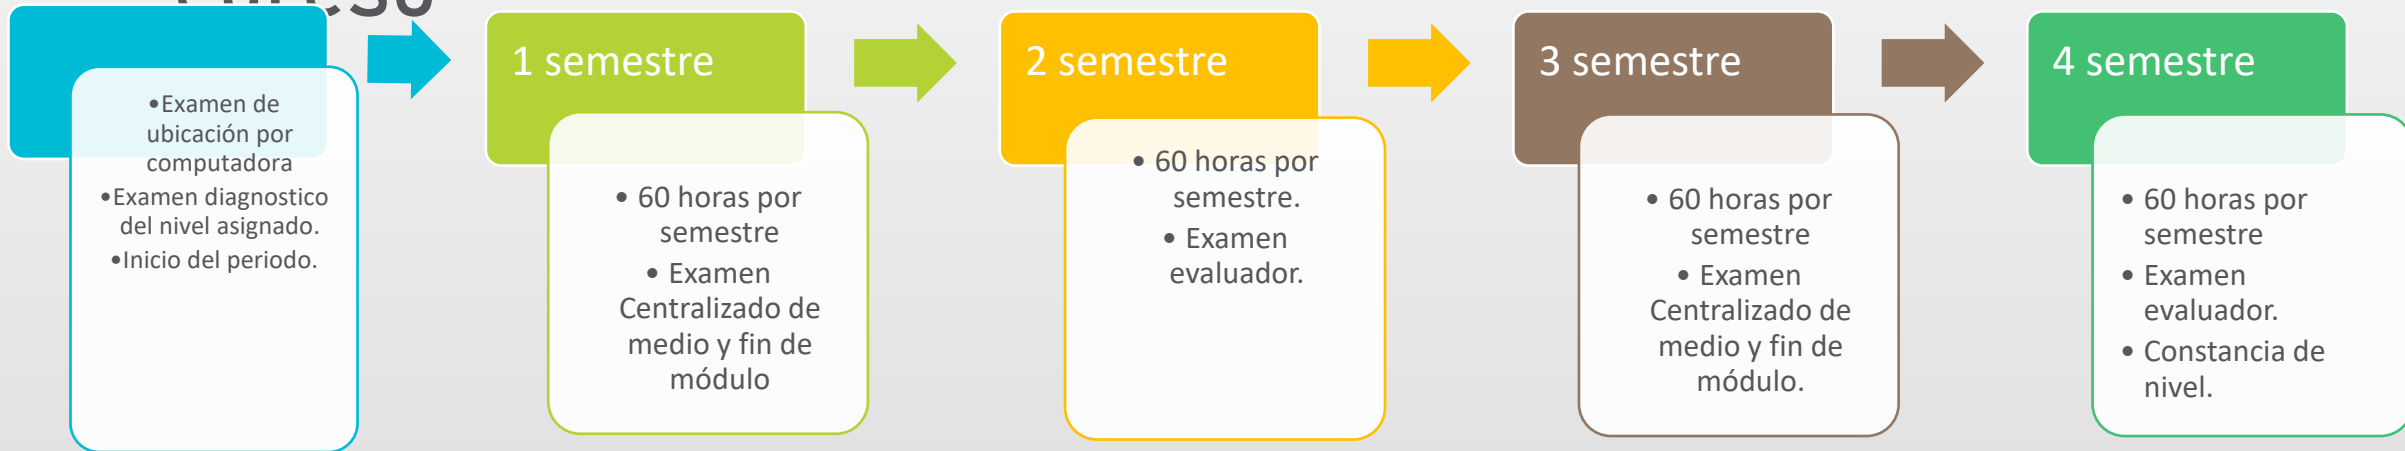 •Examen de
ubicación por
computadora
•Examen diagnostico
del nivel asignado.
•Inicio del periodo.
1 semestre
• 60 horas por
semestre
• Examen
Centralizado de
medio y fin de
módulo
2 semestre
• 60 horas por
semestre.
• Examen
evaluador.
3 semestre
• 60 horas por
semestre
• Examen
Centralizado de
medio y fin de
módulo.
4 semestre
• 60 horas por
semestre
• Examen
evaluador.
• Constancia de
nivel.